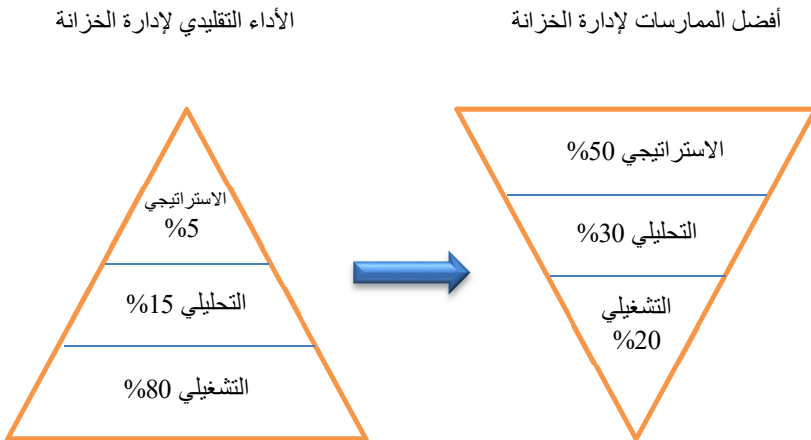 أفضل الممارسات لإدارة الخزانة
الأداء التقليدي لإدارة الخزانة
الاستراتيجي 50%
التحليلي 30%
التشغيلي
20%
الاستراتيجي
5%
التحليلي 15%
التشغيلي 80%